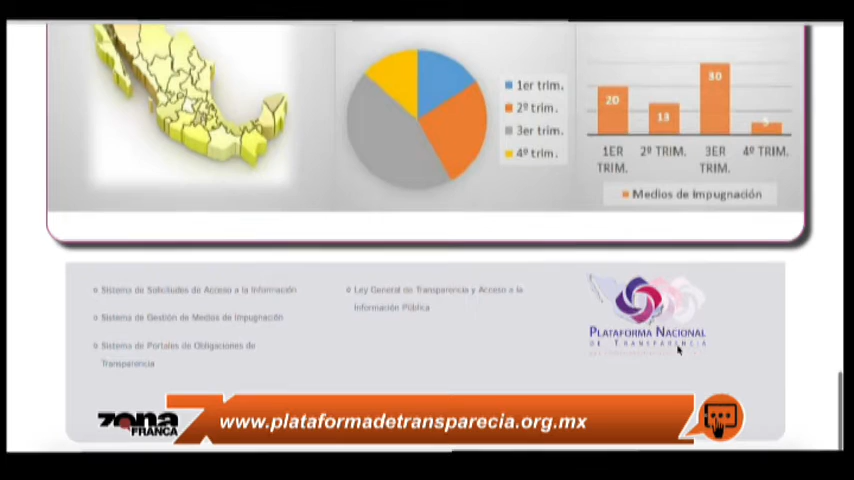 1er trim.
2º trim.
3er trim.
4º trim.
20
13
30
5
1ER TRIM.
2º TRIM.
3ER TRIM.
4º TRIM.
Medios de Impugnación
Sistema de Solicitudes de Acceso a la Información
Sistema de Gestión de Medios de Impugnación
Sistema de Portales de Obligaciones de
Transparencia
Ley General de Transparencia y Acceso a la
Información Pública
PLATAFORMA NACIONAL
DE TRANSPARENCIA
zona
FRANCA
www.plataformadetransparecia.org.mx